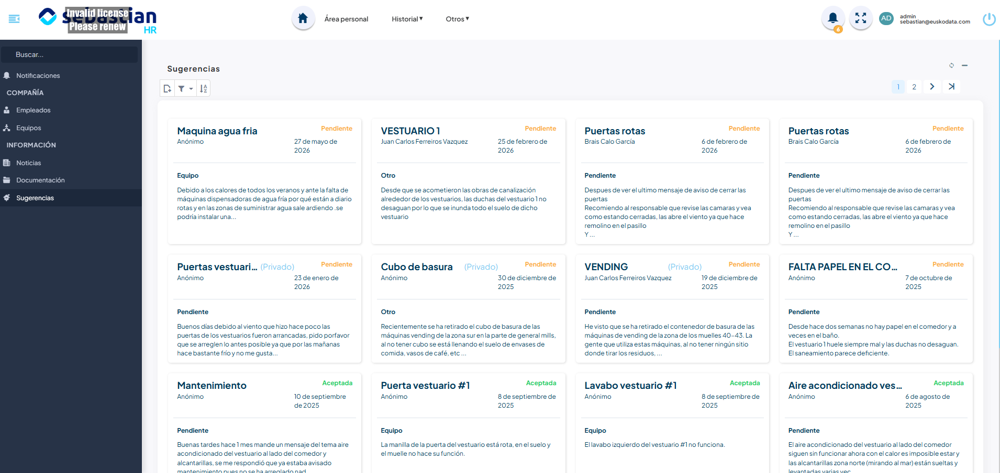 sebastian
HR
Invalid license
Please renew
Área personal
Historial
Otros
6
AD
admin
sebastian@euskodata.com
Buscar...
Notificaciones
COMPAÑÍA
Empleados
Equipos
INFORMACIÓN
Noticias
Documentación
Sugerencias
Sugerencias
1
2
Maquina agua fria
Pendiente
Anónimo
27 de mayo de
2026
Equipo
Debido a los calores de todos los veranos y ante la falta de
máquinas dispensadoras de agua fría por qué están a diario
rotas y en las zonas de suministrar agua sale ardiendo .se
podría instalar una...
VESTUARIO 1
Pendiente
Juan Carlos Ferreiros Vazquez
25 de febrero de
2026
Otro
Desde que se acometieron las obras de canalización
alrededor de los vestuarios, las duchas del vestuario 1 no
desaguan por lo que se inunda todo el suelo de dicho
vestuario
Puertas rotas
Pendiente
Brais Calo García
6 de febrero de
2026
Pendiente
Despues de ver el ultimo mensaje de aviso de cerrar las
puertas
Recomiendo al responsable que revise las camaras y vea
como estando cerradas, las abre el viento ya que hace
remolino en el pasillo
Y ...
Puertas rotas
Pendiente
Brais Calo García
6 de febrero de
2026
Pendiente
Despues de ver el ultimo mensaje de aviso de cerrar las
puertas
Recomiendo al responsable que revise las camaras y vea
como estando cerradas, las abre el viento ya que hace
remolino en el pasillo
Y ...
Puertas vestuari... (Privado)
Pendiente
Anónimo
23 de enero de
2026
Pendiente
Buenos días debido al viento que hizo hace poco las
puertas de los vestuarios fueron arrancadas, pido porfavor
que se arreglen lo antes posible ya que por las mañanas
hace bastante frío y no me gusta...
Cubo de basura (Privado)
Pendiente
Anónimo
30 de diciembre de
2025
Otro
Recientemente se ha retirado el cubo de basura de las
máquinas vending de la zona sur en la parte de general mills,
al no tener cubo se está llenando el suelo de envases de
comida, vasos de café, etc ...
VENDING (Privado)
Pendiente
Juan Carlos Ferreiros Vazquez
19 de diciembre de
2025
Pendiente
He visto que se ha retirado el contenedor de basura de las
máquinas de vending de la zona de los muelles 40-43. La
gente que utiliza estas máquinas, al no tener ningún sitio
donde tirar los residuos, ...
FALTA PAPEL EN EL CO...
Pendiente
Anónimo
7 de octubre de
2025
Pendiente
Desde hace dos semanas no hay papel en el comedor y a
veces en el baño.
El vestuario 1 huele siempre mal y las duchas no desaguan.
El saneamiento parece deficiente.
Mantenimiento
Aceptada
Anónimo
10 de septiembre
de 2025
Pendiente
Buenas tardes hace 1 mes mande un mensaje del tema aire
acondicionado del vestuario al lado del comedor y
alcantarillas, se me respondió que ya estaba avisado
mantenimiento pues no se ha arreglado nad
Puerta vestuario #1
Aceptada
Anónimo
8 de septiembre de
2025
Equipo
La manilla de la puerta del vestuario está rota, en el suelo y
el muelle no hace su función.
Lavabo vestuario #1
Aceptada
Anónimo
8 de septiembre de
2025
Equipo
El lavabo izquierdo del vestuario #1 no funciona.
Aire acondicionado ves...
Aceptada
Anónimo
6 de agosto de
2025
Pendiente
El aire acondicionado del vestuario al lado del comedor
siguen sin funcionar ahora con el calor es imposible estar y
las alcantarillas zona norte (mirando al mar) están sueltas y
levantadas varias vec